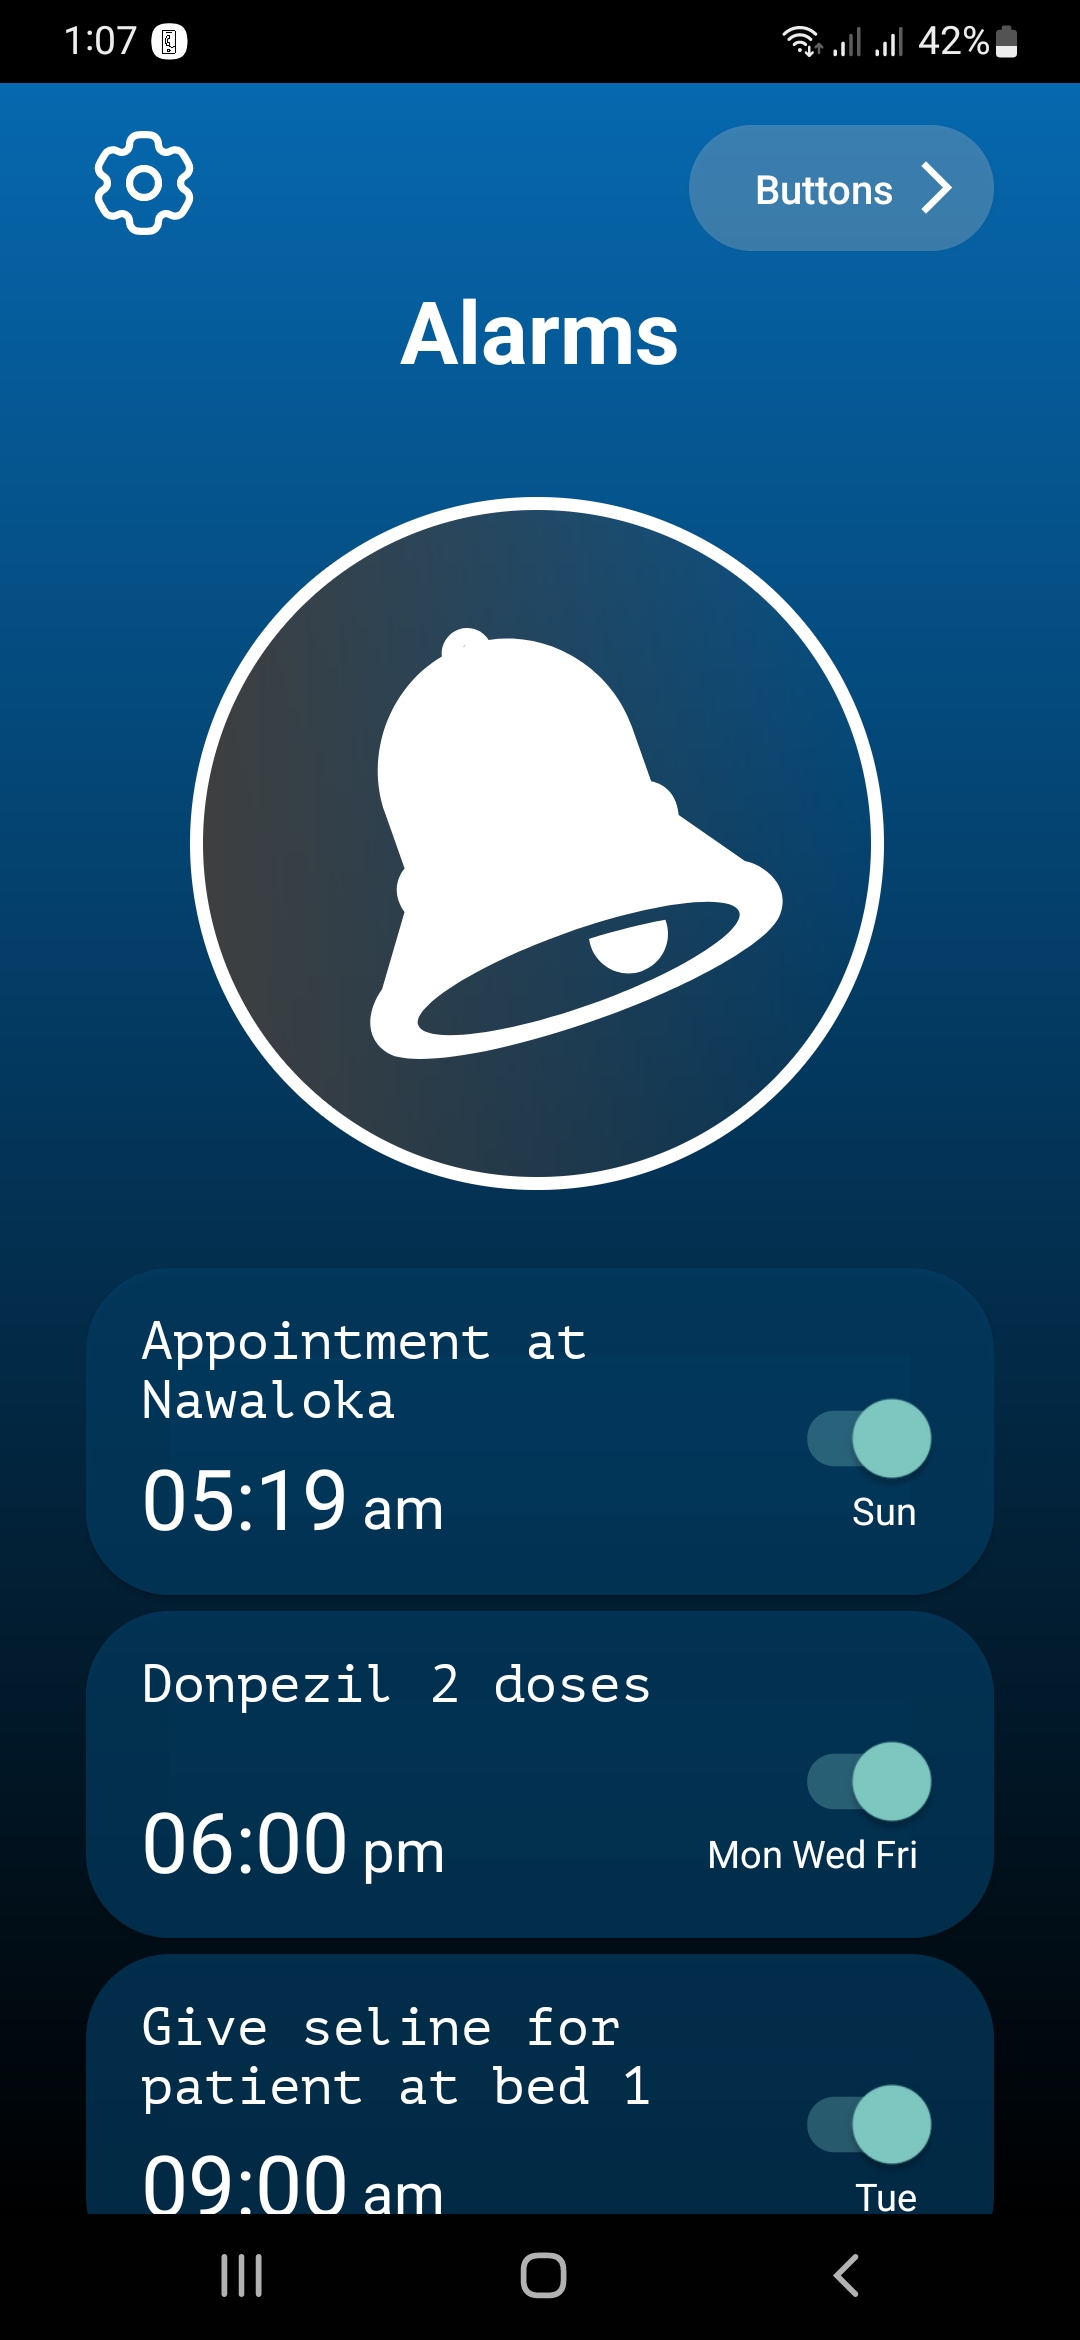 1:07
42%
Buttons
Alarms
Appointment at
Nawaloka
05:19 am
Sun
Donpezil 2 doses
06:00 pm
Mon Wed Fri
Give seline for
patient at bed 1
09:00 am
Tue